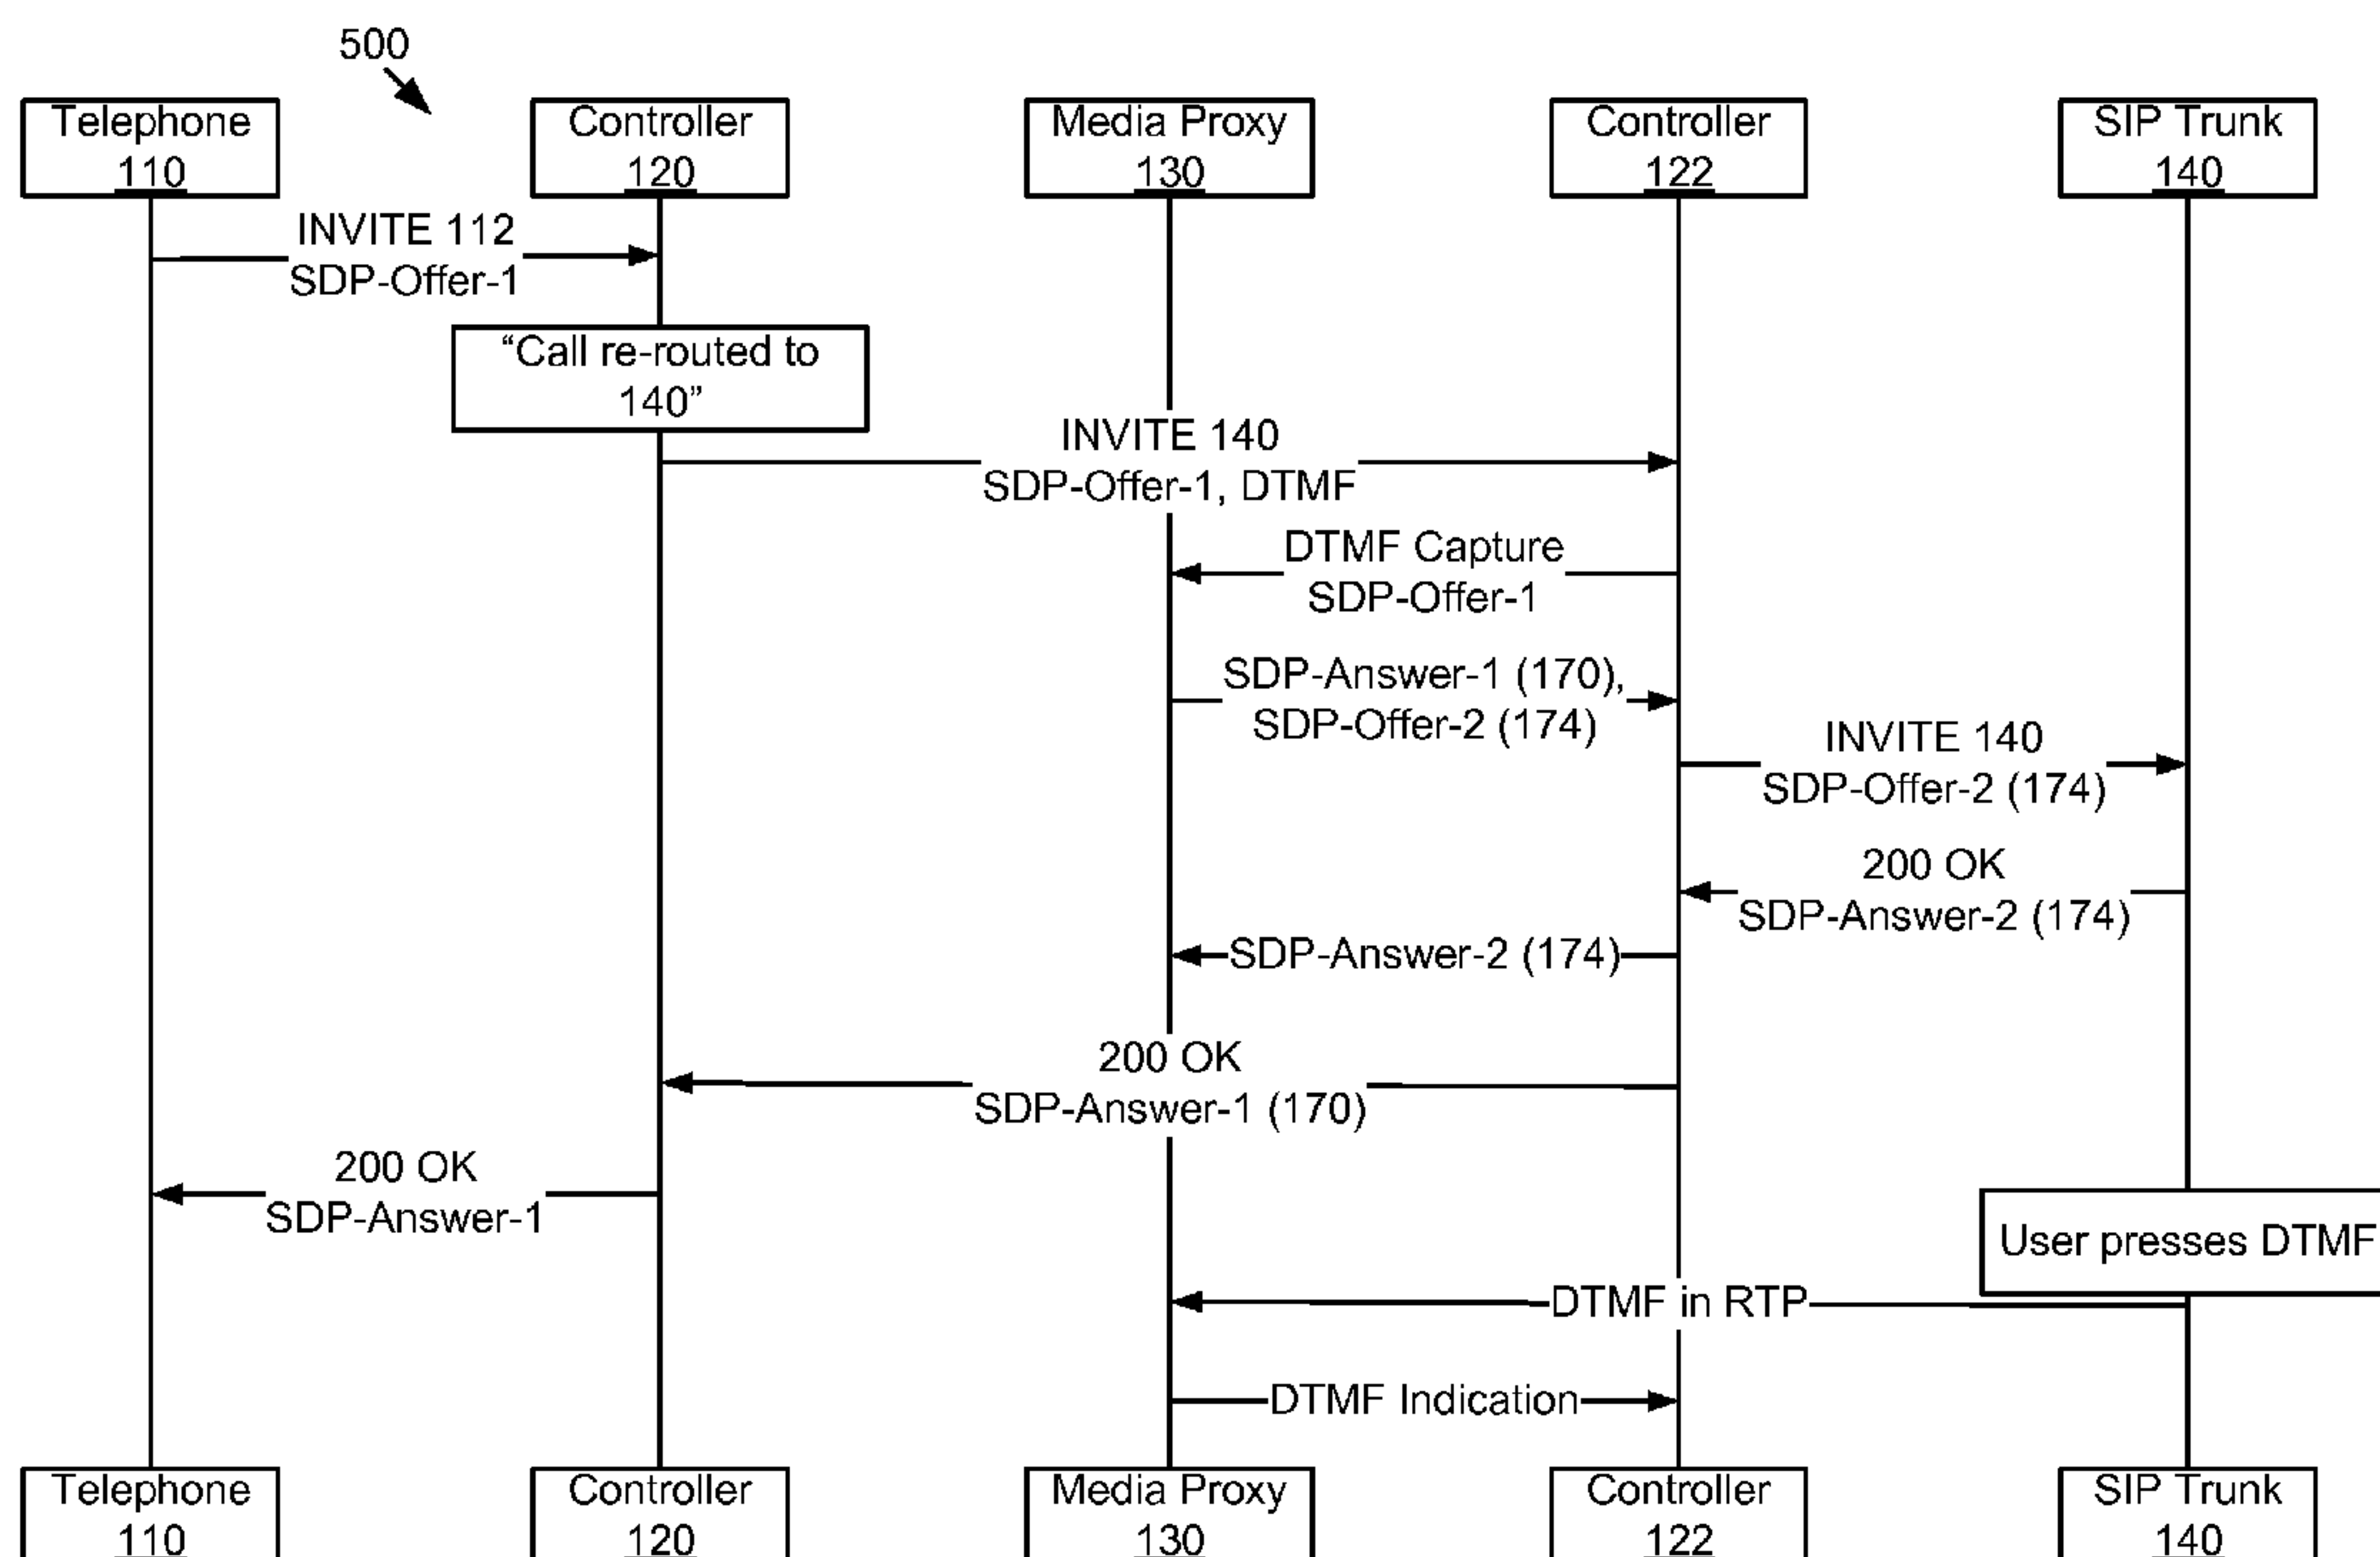 500
Telephone
110
Controller
120
Media Proxy
130
Controller
122
SIP Trunk
140
INVITE 112
SDP-Offer-1
“Call re-routed to
140”
INVITE 140
SDP-Offer-1, DTMF
DTMF Capture
SDP-Offer-1
SDP-Answer-1 (170),
SDP-Offer-2 (174)
INVITE 140
SDP-Offer-2 (174)
200 OK
SDP-Answer-2 (174)
SDP-Answer-2 (174)
200 OK
SDP-Answer-1 (170)
200 OK
SDP-Answer-1
User presses DTMF
DTMF in RTP
DTMF Indication
Telephone
110
Controller
120
Media Proxy
130
Controller
122
SIP Trunk
140